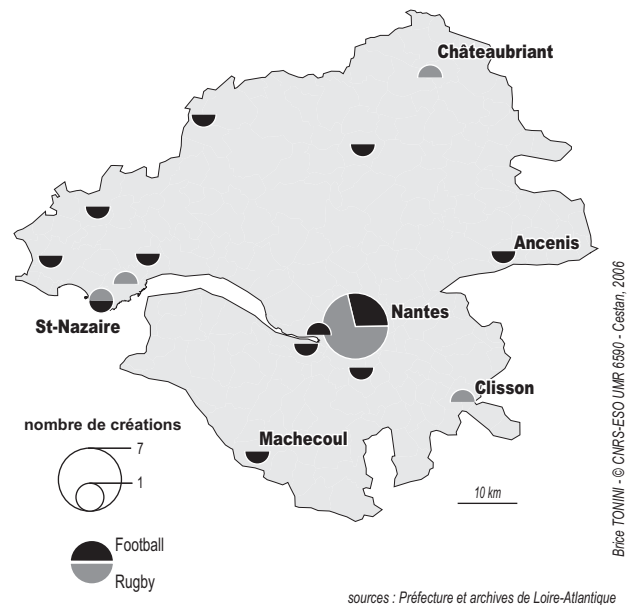 Châteaubriant
Ancenis
Nantes
St-Nazaire
Clisson
Machecoul
nombre de créations
7
1
10 km
Football
Rugby
Brice TONINI - © CNRS-ESO UMR 6590 - Cestan, 2006
sources : Préfecture et archives de Loire-Atlantique